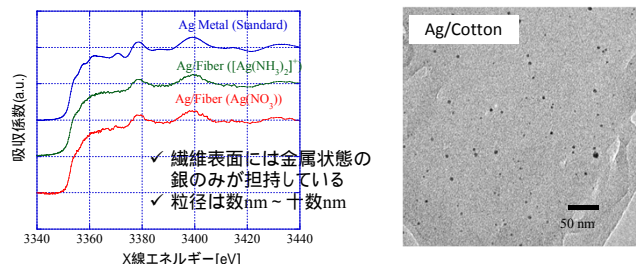 Ag Metal (Standard)
Ag/Fiber ([Ag(NH3)2]+)
Ag/Fiber (Ag(NO3))
吸収係数(a.u.)
✓ 繊維表面には金属状態の
銀のみが担持している
✓ 粒径は数nm～十数nm
3340 3360 3380 3400 3420 3440
X線エネルギー[eV]
Ag/Cotton
50 nm